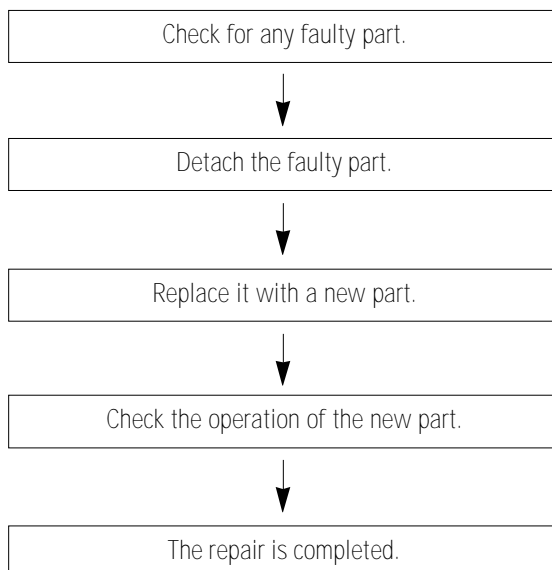 Check for any faulty part.
Detach the faulty part.
Replace it with a new part.
Check the operation of the new part.
The repair is completed.